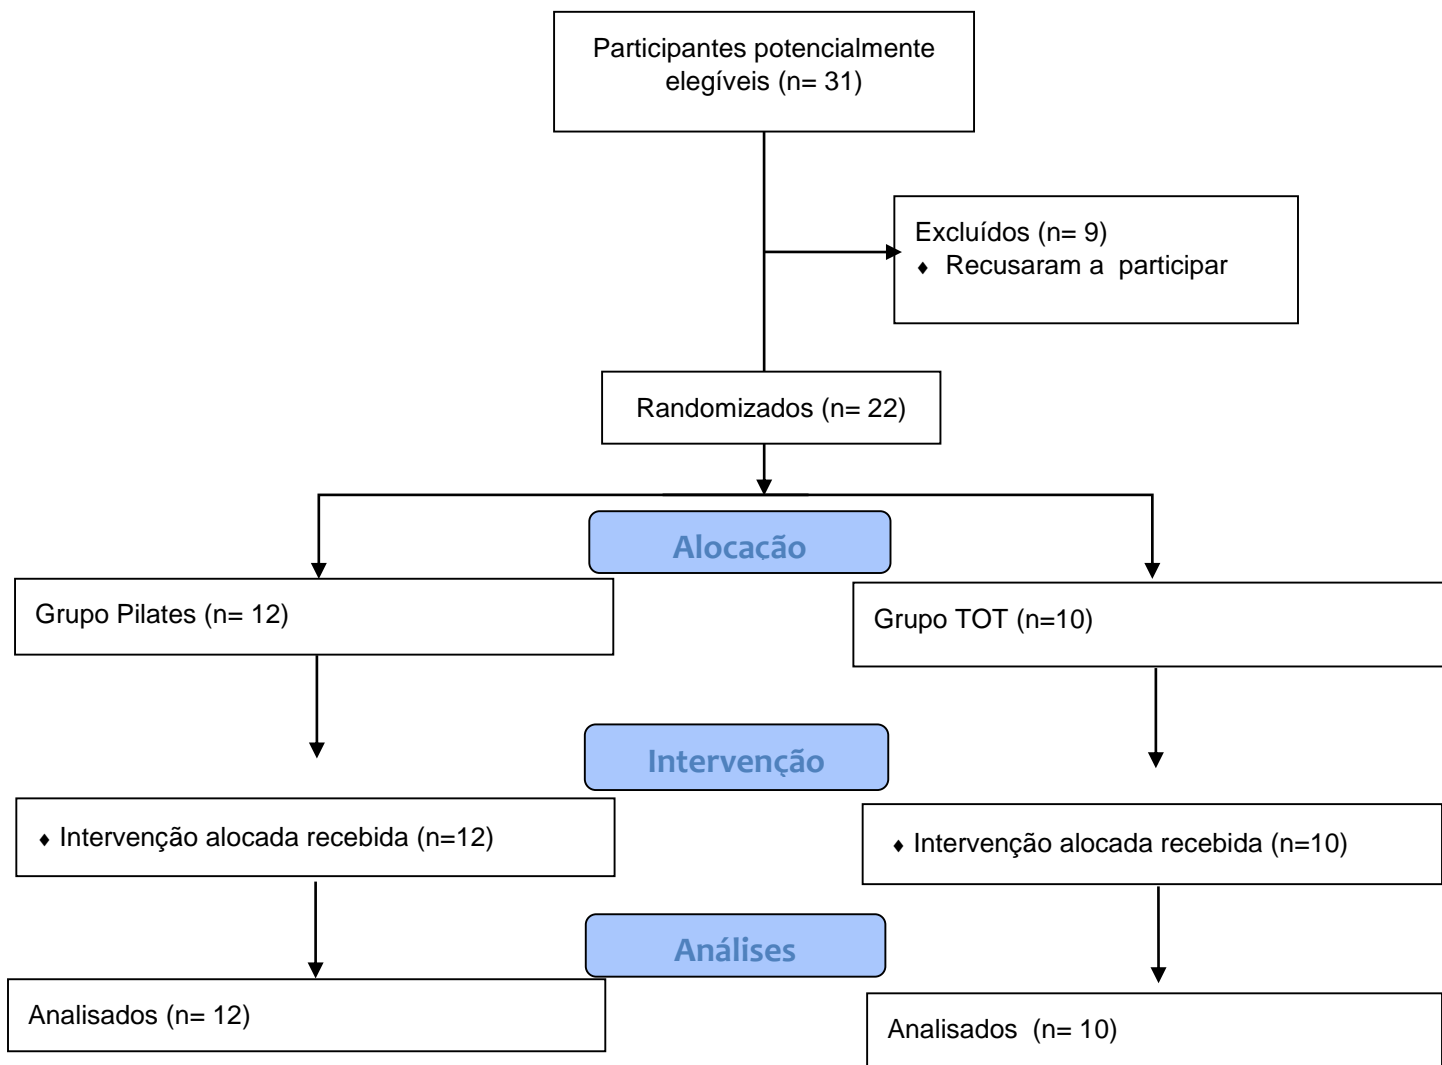 Participantes potencialmente
elegíveis (n= 31)
Excluídos (n= 9)
♦ Recusaram a  participar
Randomizados (n= 22)
Alocação
Grupo Pilates (n= 12)
Grupo TOT (n=10)
Intervenção
♦ Intervenção alocada recebida (n=12)
♦ Intervenção alocada recebida (n=10)
Análises
Analisados (n= 12)
Analisados  (n= 10)